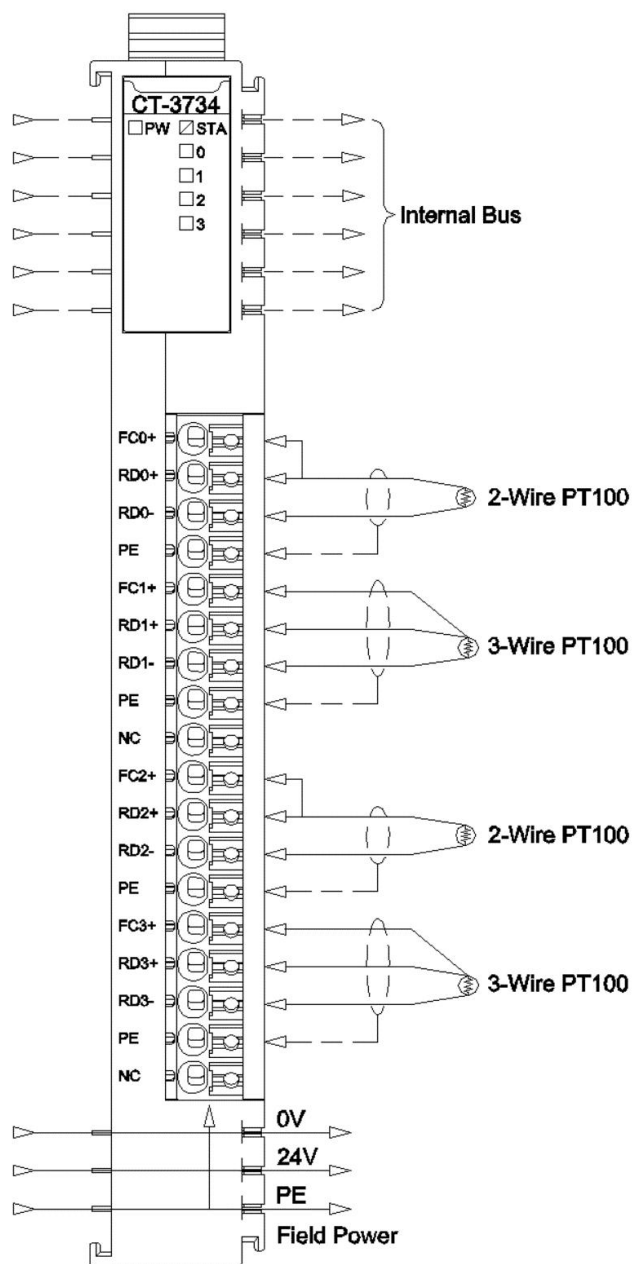 CT-3734
PW STA
0
1
2
3
Internal Bus
FC0+
RD0+
RD0-
2-Wire PT100
PE
FC1+
RD1+
3-Wire PT100
RD1-
PE
NC
FC2+
RD2+
2-Wire PT100
RD2-
PE
FC3+
RD3+
3-Wire PT100
RD3-
PE
NC
0V
24V
PE
Field Power